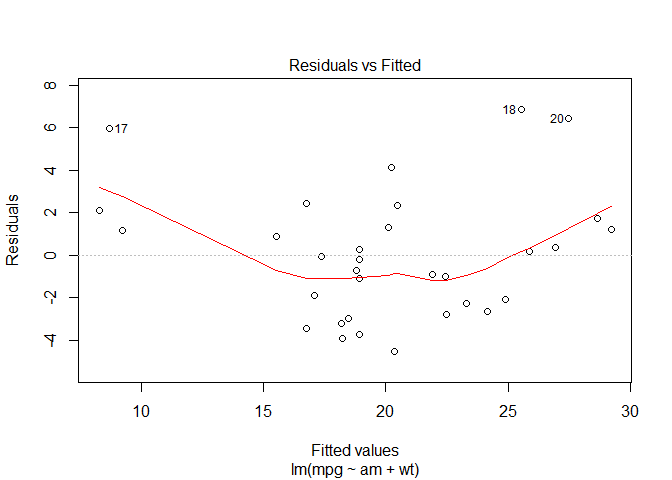 Residuals vs Fitted
Residuals
8
6
4
2
0
-2
-4
17
18
20
10 15 20 25 30
Fitted values
lm(mpg ~ am + wt)